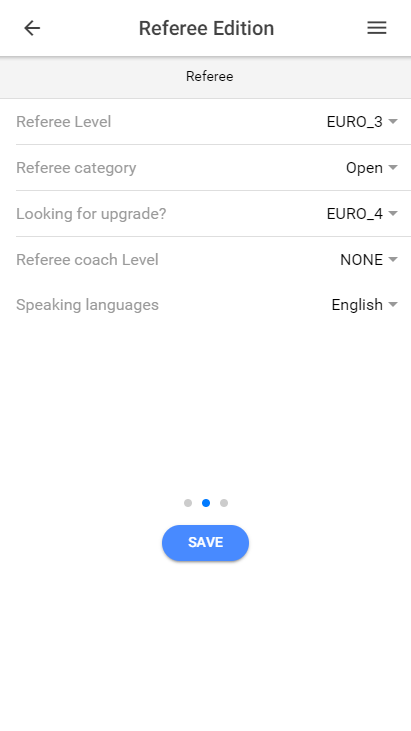 Referee Edition
Referee
Referee Level EURO_3
Referee category Open
Looking for upgrade? EURO_4
Referee coach Level NONE
Speaking languages English
SAVE